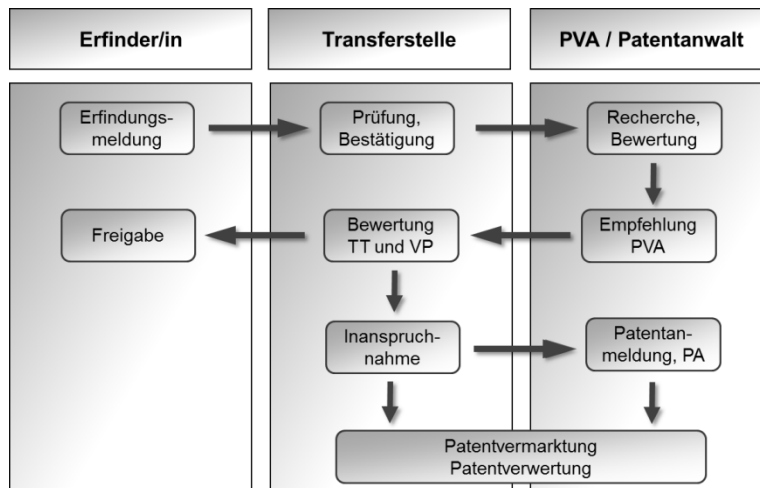 Erfinder/in
Transferstelle
PVA / Patentanwalt
Erfindungs-
meldung
Prüfung,
Bestätigung
Recherche,
Bewertung
Freigabe
Bewertung
TT und VP
Empfehlung
PVA
Inanspruch-
nahme
Patentan-
meldung, PA
Patentvermarktung
Patentverwertung